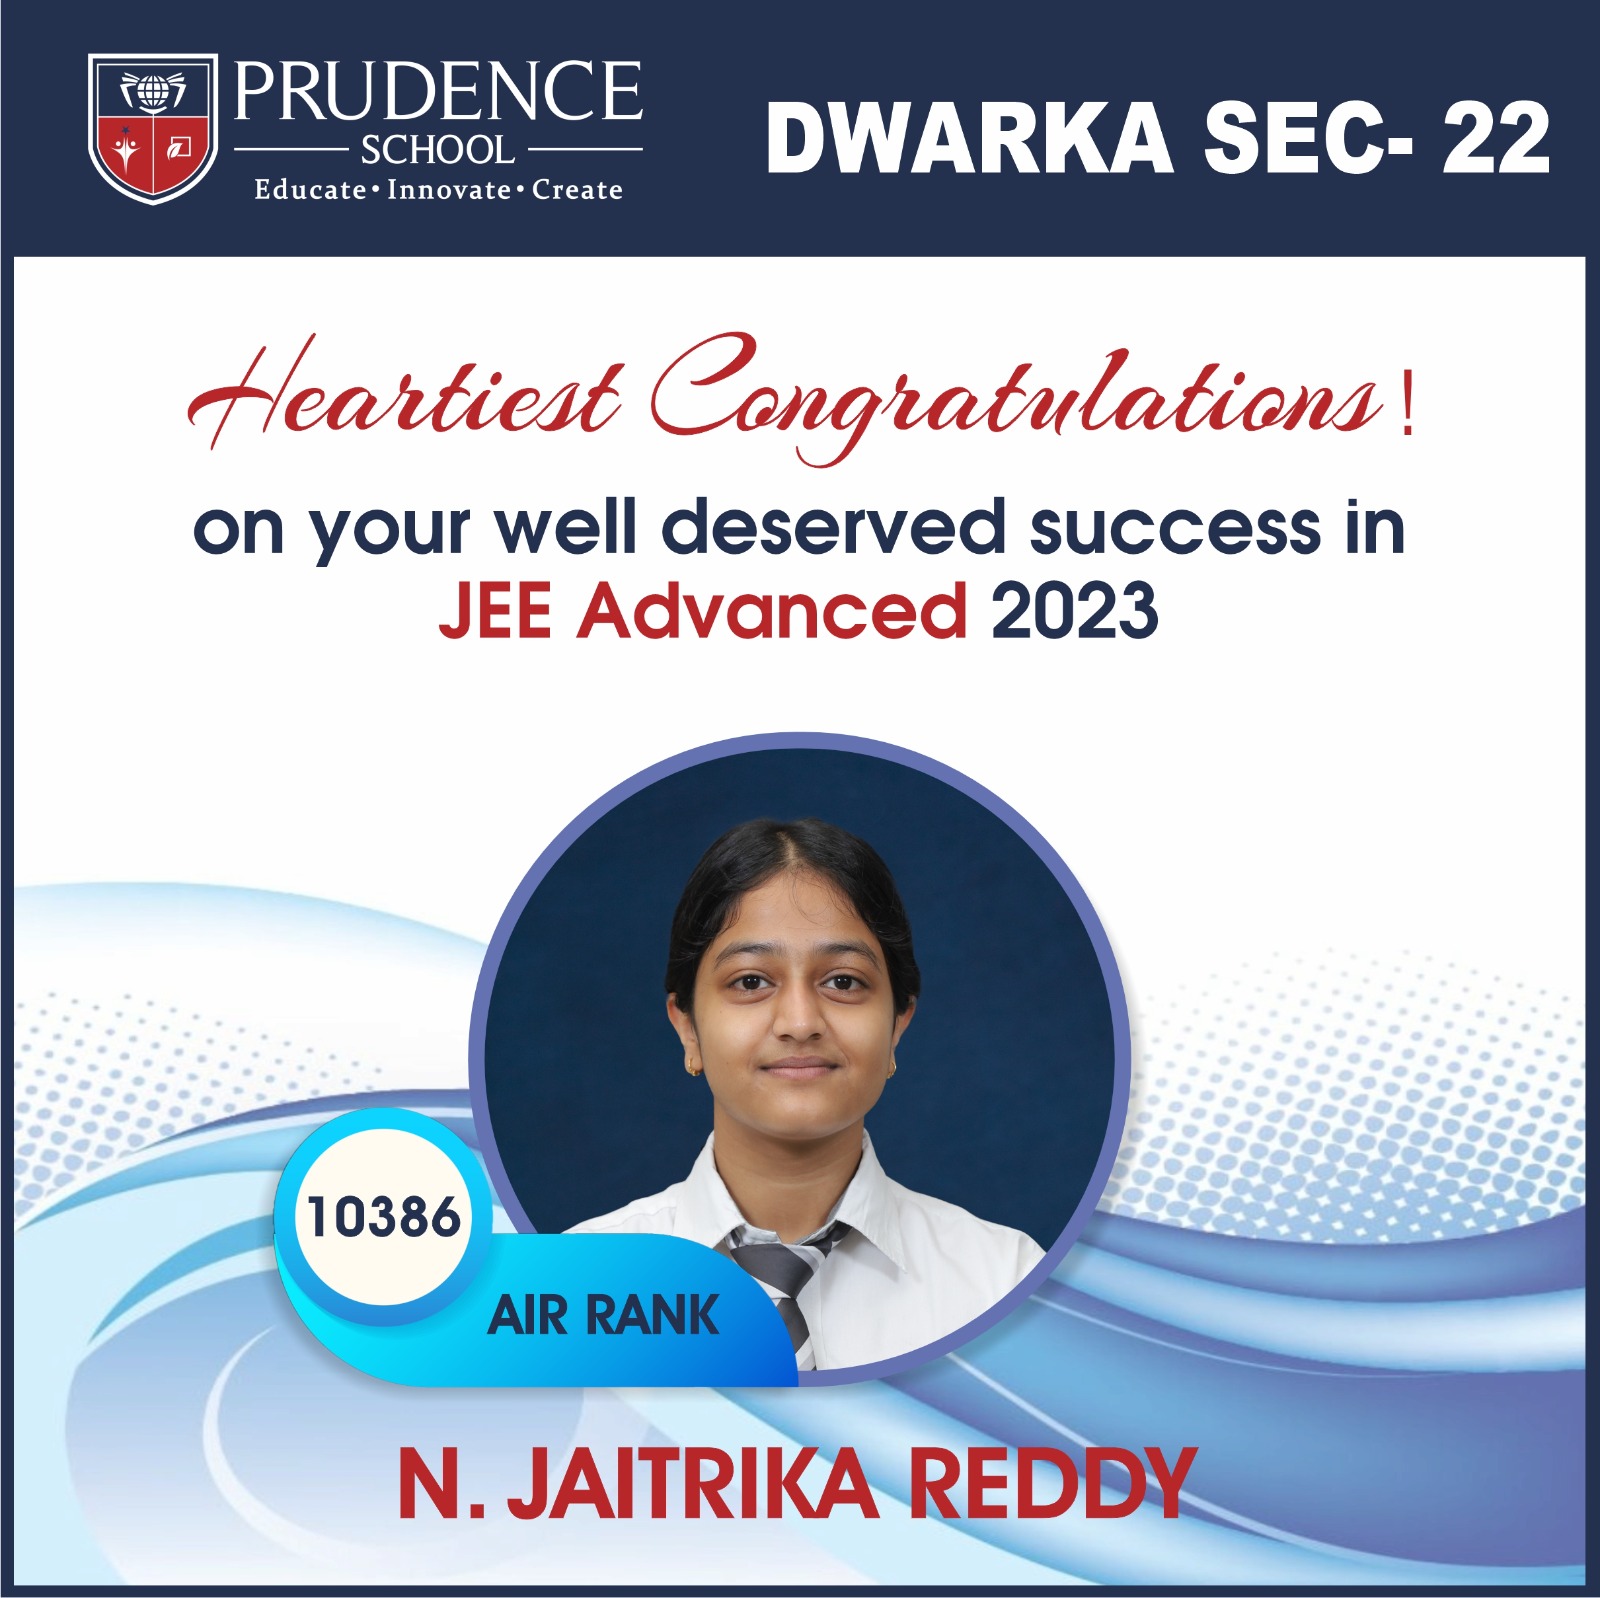 PRUDENCE
SCHOOL
Educate • Innovate • Create
DWARKA SEC- 22
Heartiest Congratulations!
on your well deserved success in
JEE Advanced 2023
10386
AIR RANK
N. JAITRIKA REDDY